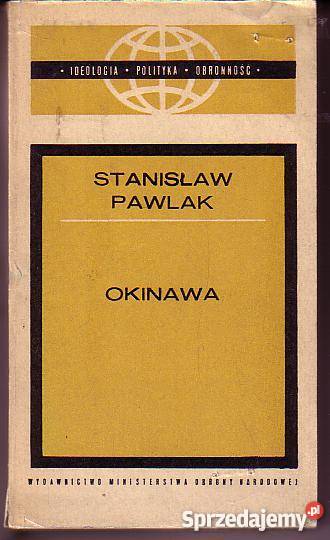 • IDEOLOGIA • POLITYKA • OBRONNOŚĆ •
STANISŁAW
PAWLAK
OKINAWA
WYDAWNICTWO MINISTERSTWA OBRONY NARODOWEJ
Sprzedajemy.pl